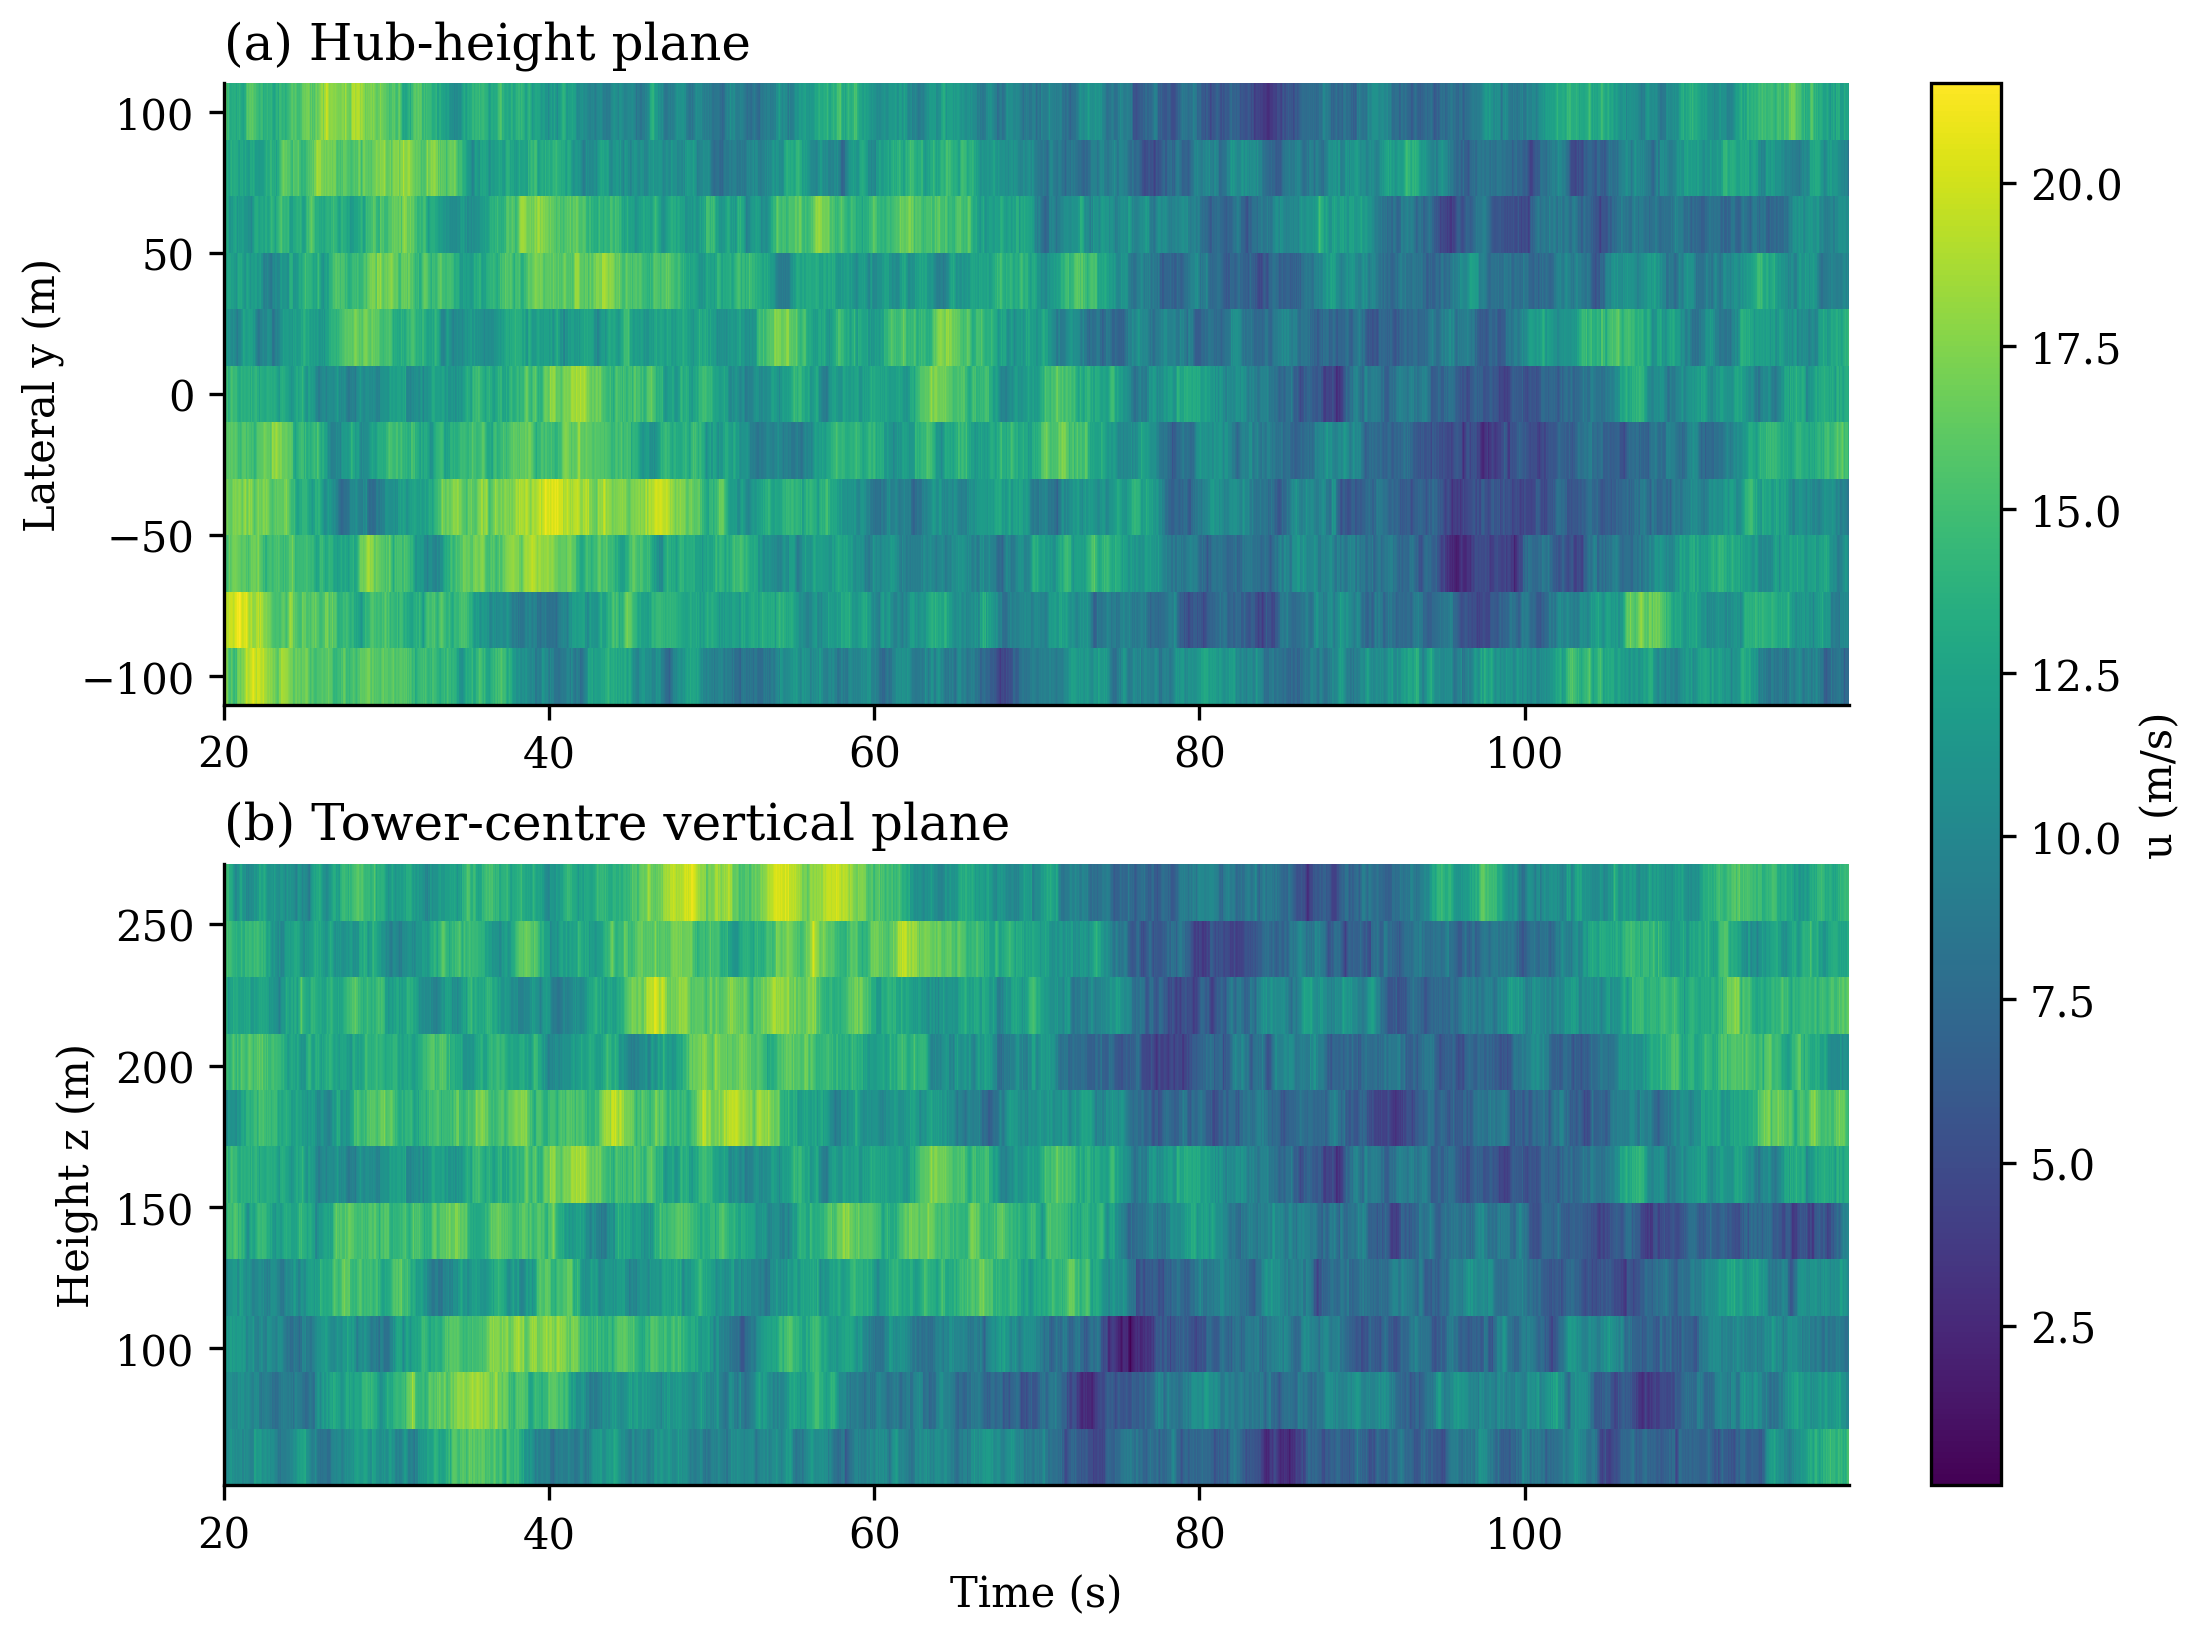 (a) Hub-height plane
Lateral y (m)
100
50
0
−50
−100
20 40 60 80 100
(b) Tower-centre vertical plane
Height z (m)
250
200
150
100
20 40 60 80 100
Time (s)
20.0
17.5
15.0
12.5
10.0
7.5
5.0
2.5
u (m/s)